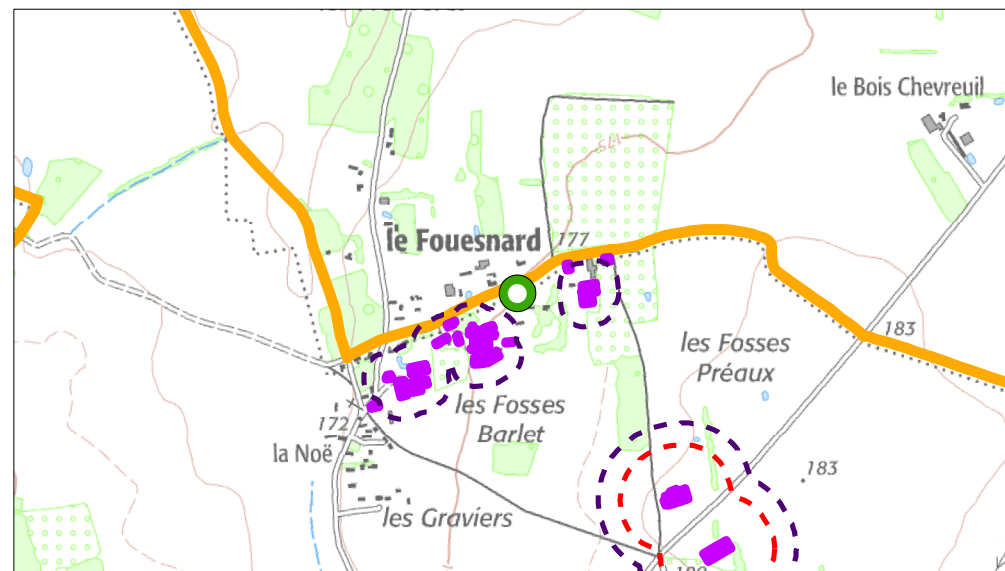 le Bois Chevreuil
175
le Fouesnard
177
183
les Fosses
Préaux
les Fosses
Barlet
172
la Noë
183
les Graviers